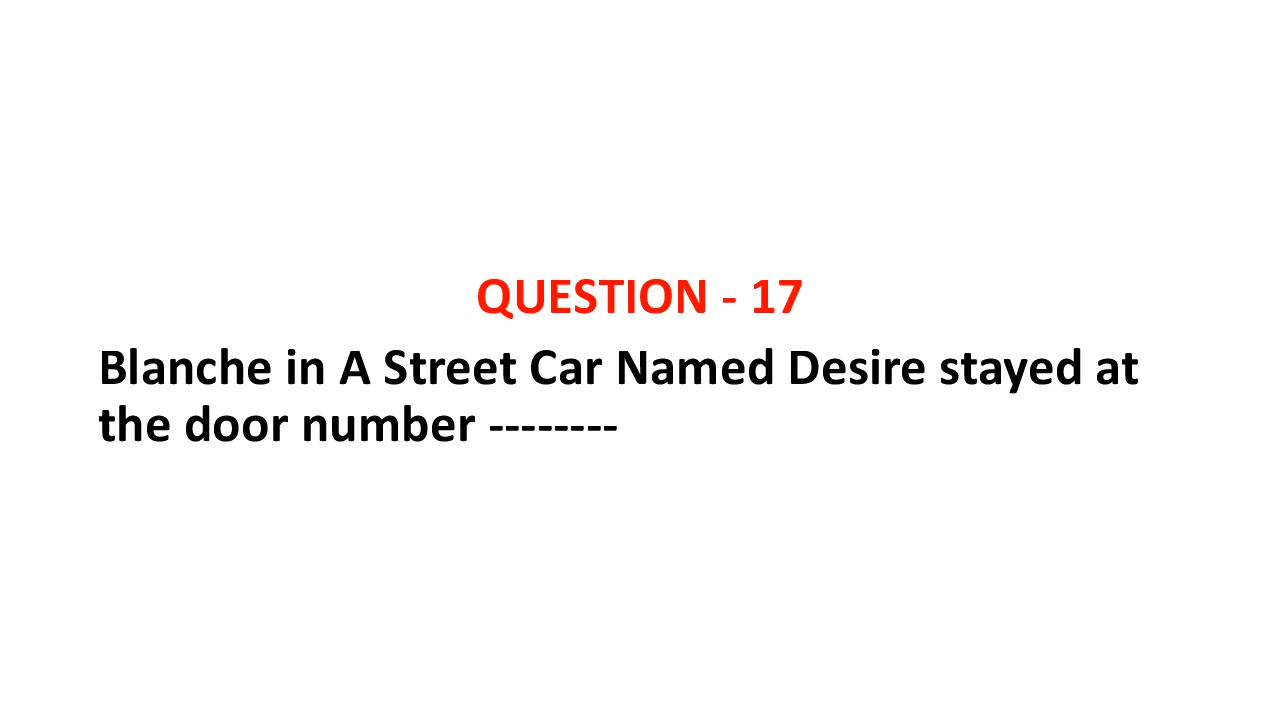 QUESTION - 17
Blanche in A Street Car Named Desire stayed at
the door number --------